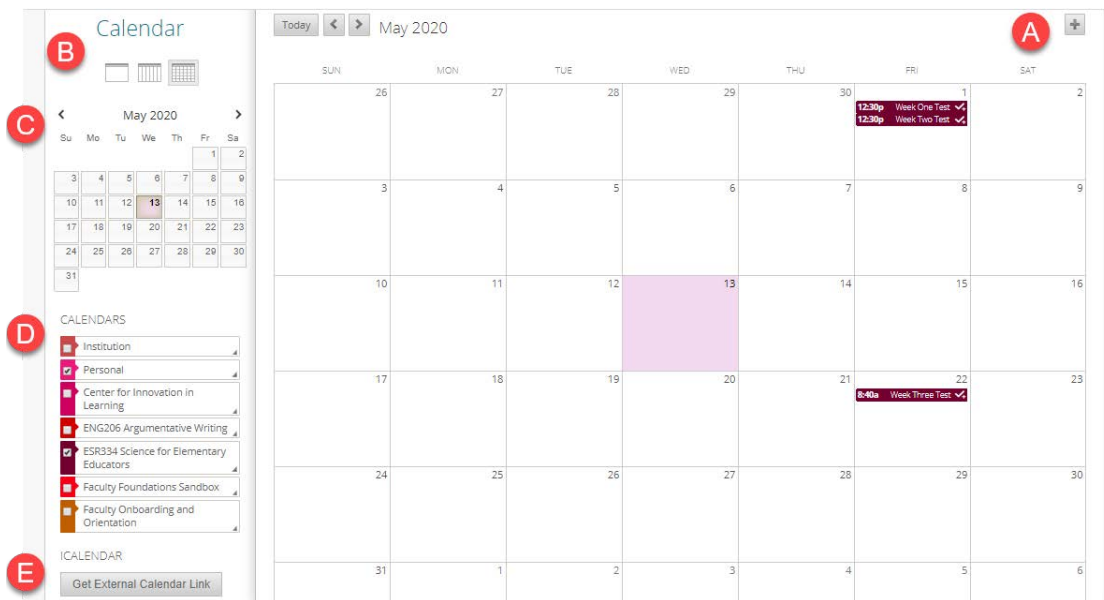 Calendar
B
C
May 2020
Su Mo Tu We Th Fr Sa
1 2
3 4 5 6 7 8 9
10 11 12 13 14 15 16
17 18 19 20 21 22 23
24 25 26 27 28 29 30
31
CALENDARS
D
Institution
Personal
Center for Innovation in
Learning
ENG206 Argumentative Writing
ESR334 Science for Elementary
Educators
Faculty Foundations Sandbox
Faculty Onboarding and
Orientation
ICALENDAR
E
Get External Calendar Link
Today May 2020
A
+
SUN MON TUE WED THU FRI SAT
26 27 28 29 30 1 2
12:30p Week One Test
12:30p Week Two Test
3 4 5 6 7 8 9
10 11 12 13 14 15 16
17 18 19 20 21 22 23
8:40a Week Three Test
24 25 26 27 28 29 30
31 1 2 3 4 5 6